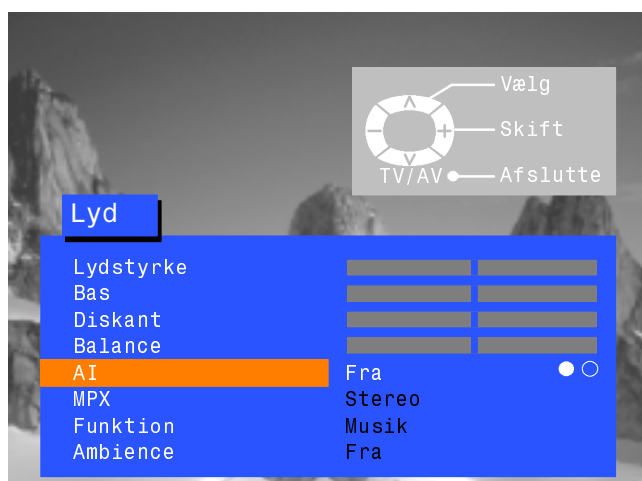 Vælg
Skift
TV/AV Afslutte
Lyd
Lydstyrke
Bas
Diskant
Balance
AI Fra
MPX Stereo
Funktion Musik
Ambience Fra